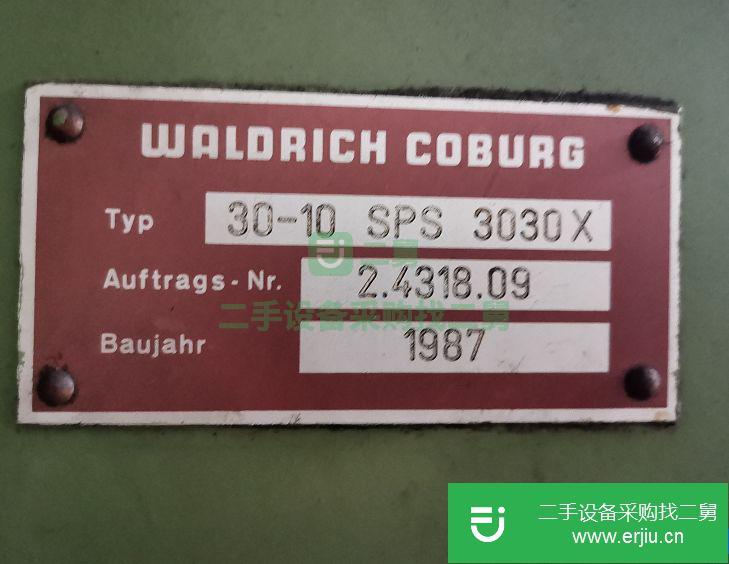 WALDRICH COBURG
Typ 30-10 SPS 3030X
二舅
Auftrags-Nr. 2.4318.09
二手设备采购找二舅
Baujahr 1987
二手设备采购找二舅
www.erjiu.cn